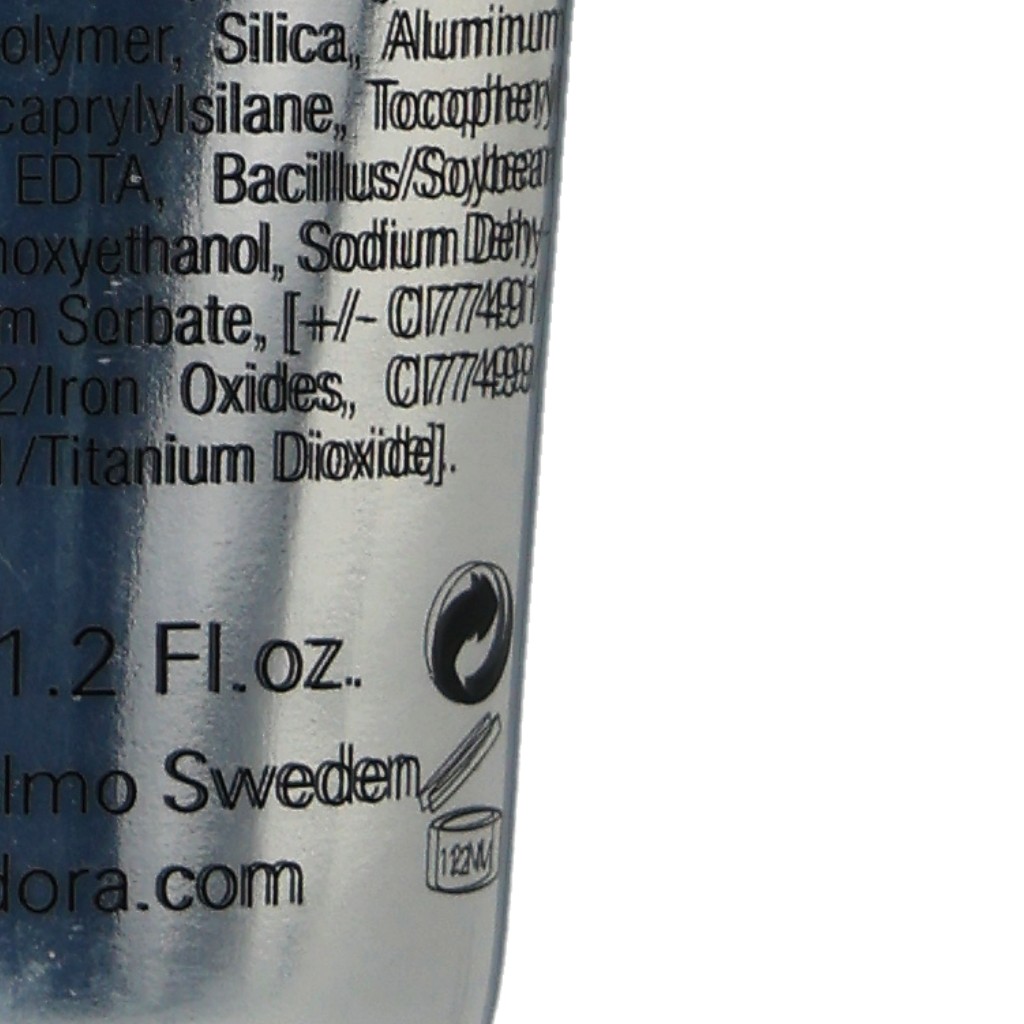 olymer, Silica, Aluminum
caprylylsilane, Tocopheryl
EDTA, Bacillus/Soybean
noxyethanol, Sodium Dehy-
m Sorbate, [+/- CI77491
2/Iron Oxides, CI77499
/Titanium Dioxide].
1.2 Fl.oz.
lmo Sweden
dora.com
12M